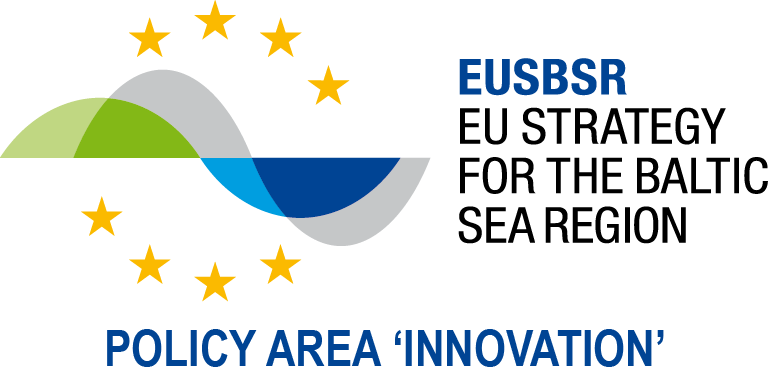 EUSBSR
EU STRATEGY
FOR THE BALTIC
SEA REGION
POLICY AREA ‘INNOVATION’